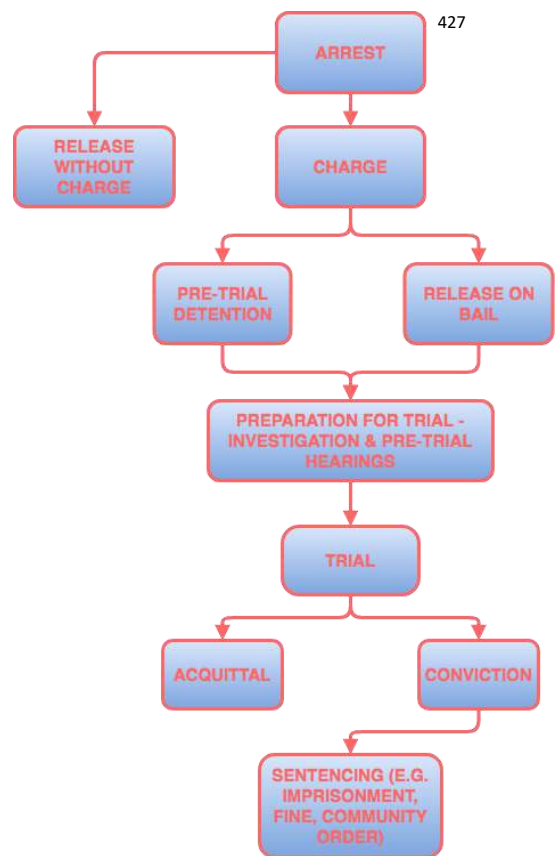 427
ARREST
RELEASE
WITHOUT
CHARGE
CHARGE
PRE-TRIAL
DETENTION
RELEASE ON
BAIL
PREPARATION FOR TRIAL -
INVESTIGATION & PRE-TRIAL
HEARINGS
TRIAL
ACQUITTAL
CONVICTION
SENTENCING (E.G.
IMPRISONMENT,
FINE, COMMUNITY
ORDER)